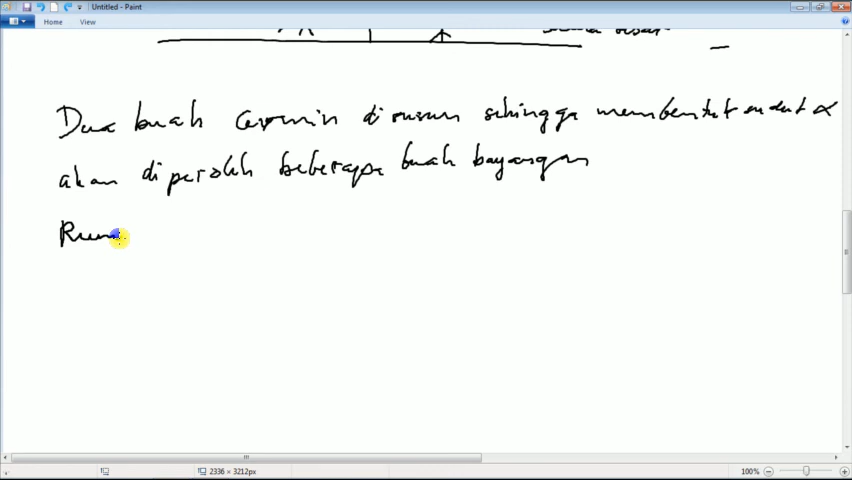 Untitled - Paint
Home View
Dua buah cermin disusun sehingga membentuk sudut α
akan diperoleh beberapa buah bayangan
Rum
2336 × 3212px 100%